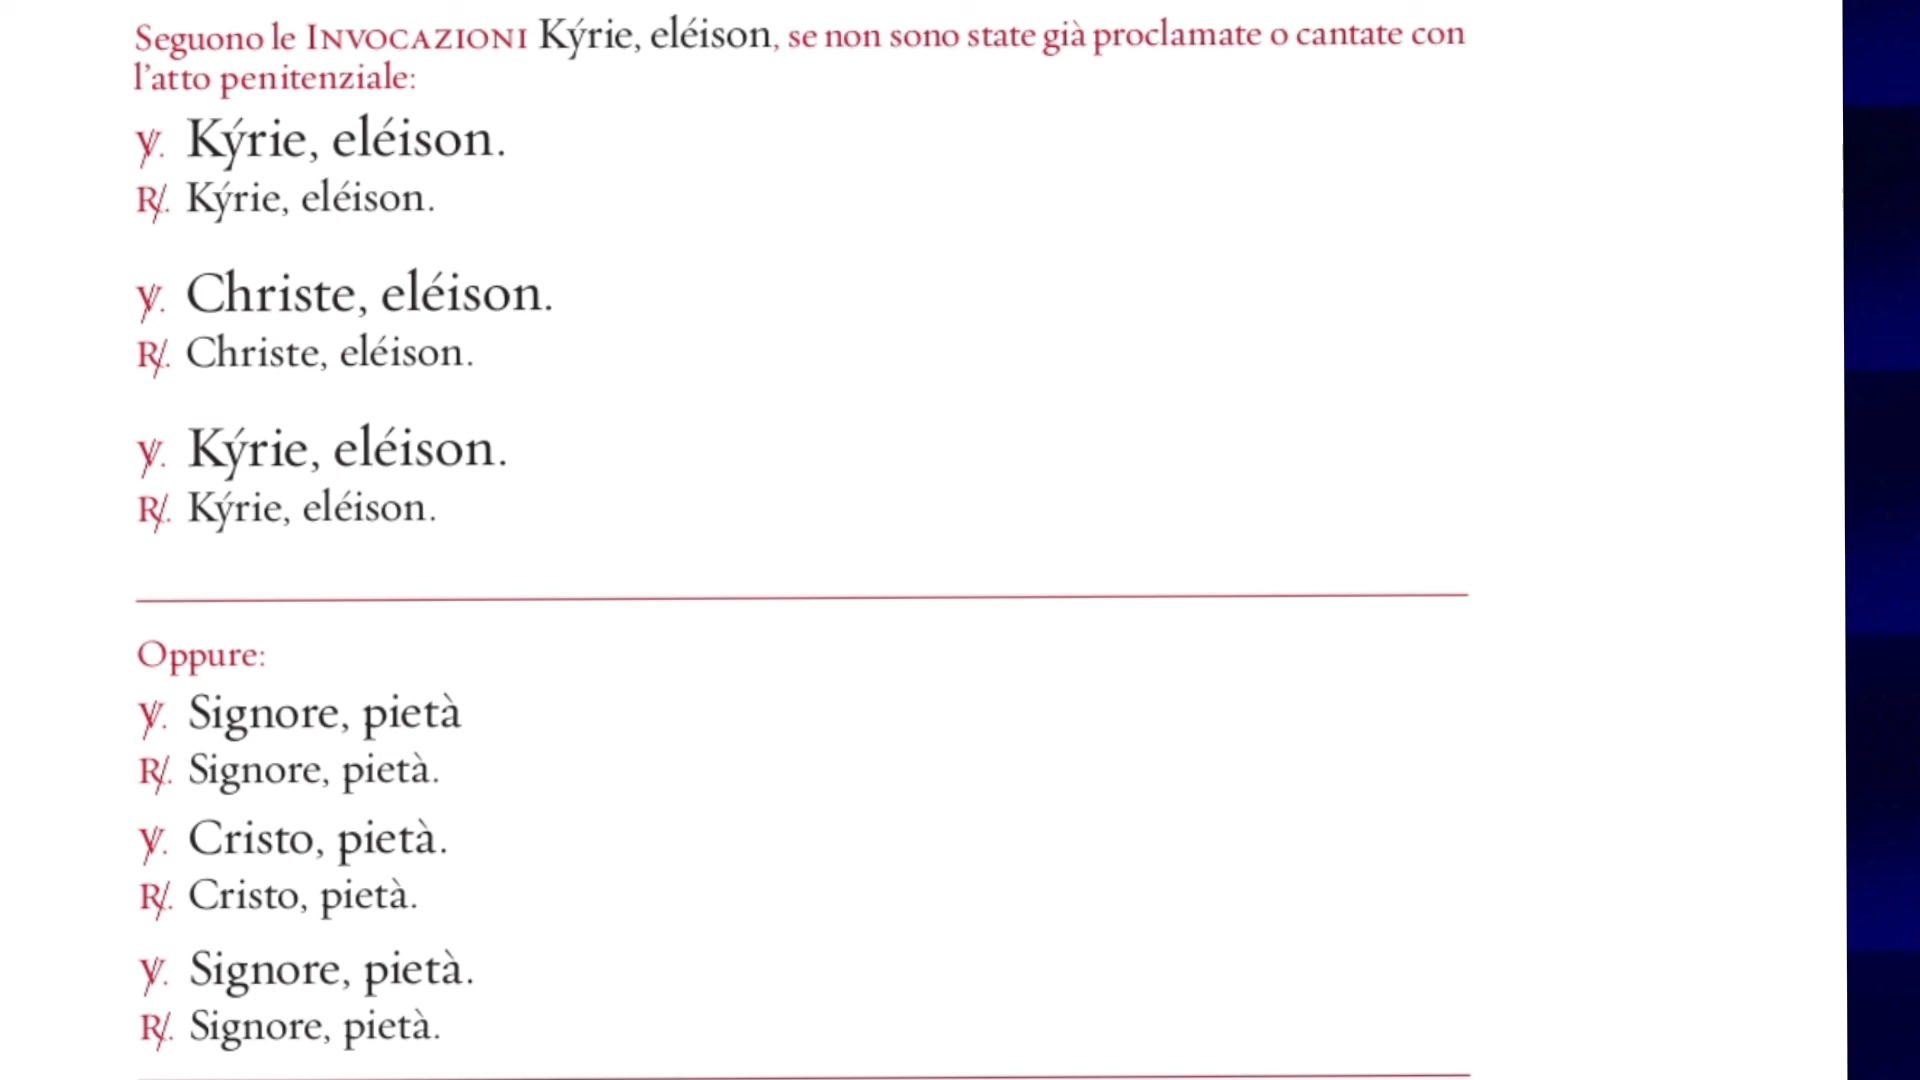 Seguono le INVOCAZIONI Kýrie, eléison, se non sono state già proclamate o cantate con
l’atto penitenziale:
℣. Kýrie, eléison.
℟. Kýrie, eléison.
℣. Christe, eléison.
℟. Christe, eléison.
℣. Kýrie, eléison.
℟. Kýrie, eléison.
Oppure:
℣. Signore, pietà
℟. Signore, pietà.
℣. Cristo, pietà.
℟. Cristo, pietà.
℣. Signore, pietà.
℟. Signore, pietà.